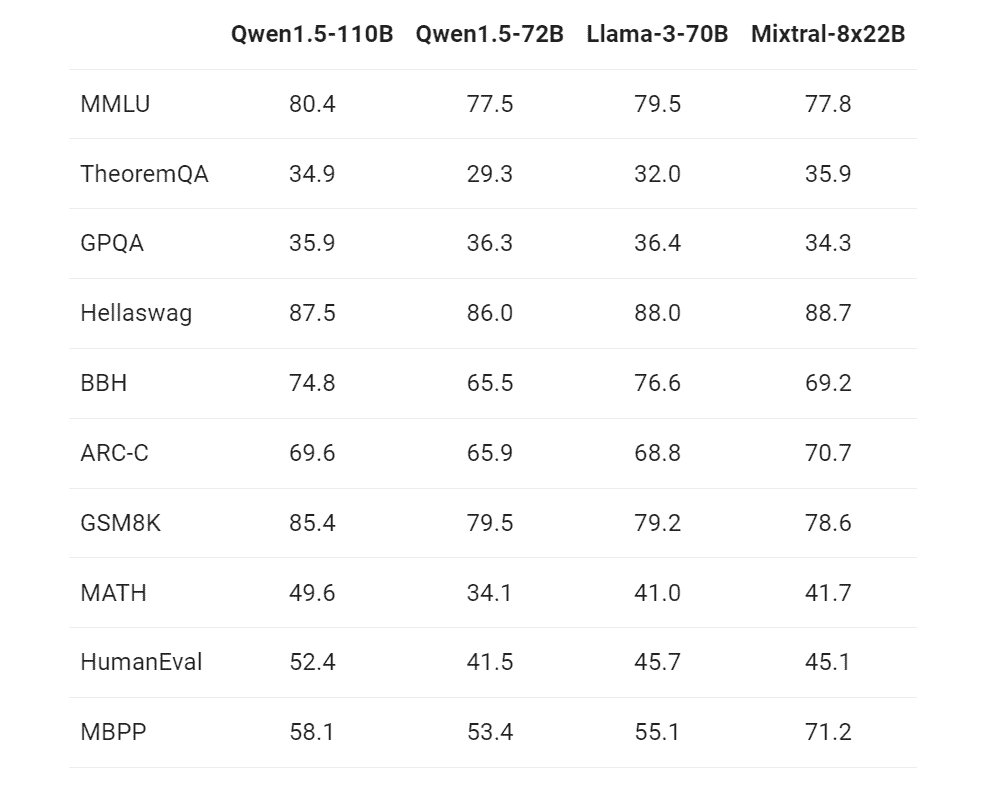 Qwen1.5-110B Qwen1.5-72B Llama-3-70B Mixtral-8x22B
MMLU 80.4 77.5 79.5 77.8
TheoremQA 34.9 29.3 32.0 35.9
GPQA 35.9 36.3 36.4 34.3
Hellaswag 87.5 86.0 88.0 88.7
BBH 74.8 65.5 76.6 69.2
ARC-C 69.6 65.9 68.8 70.7
GSM8K 85.4 79.5 79.2 78.6
MATH 49.6 34.1 41.0 41.7
HumanEval 52.4 41.5 45.7 45.1
MBPP 58.1 53.4 55.1 71.2